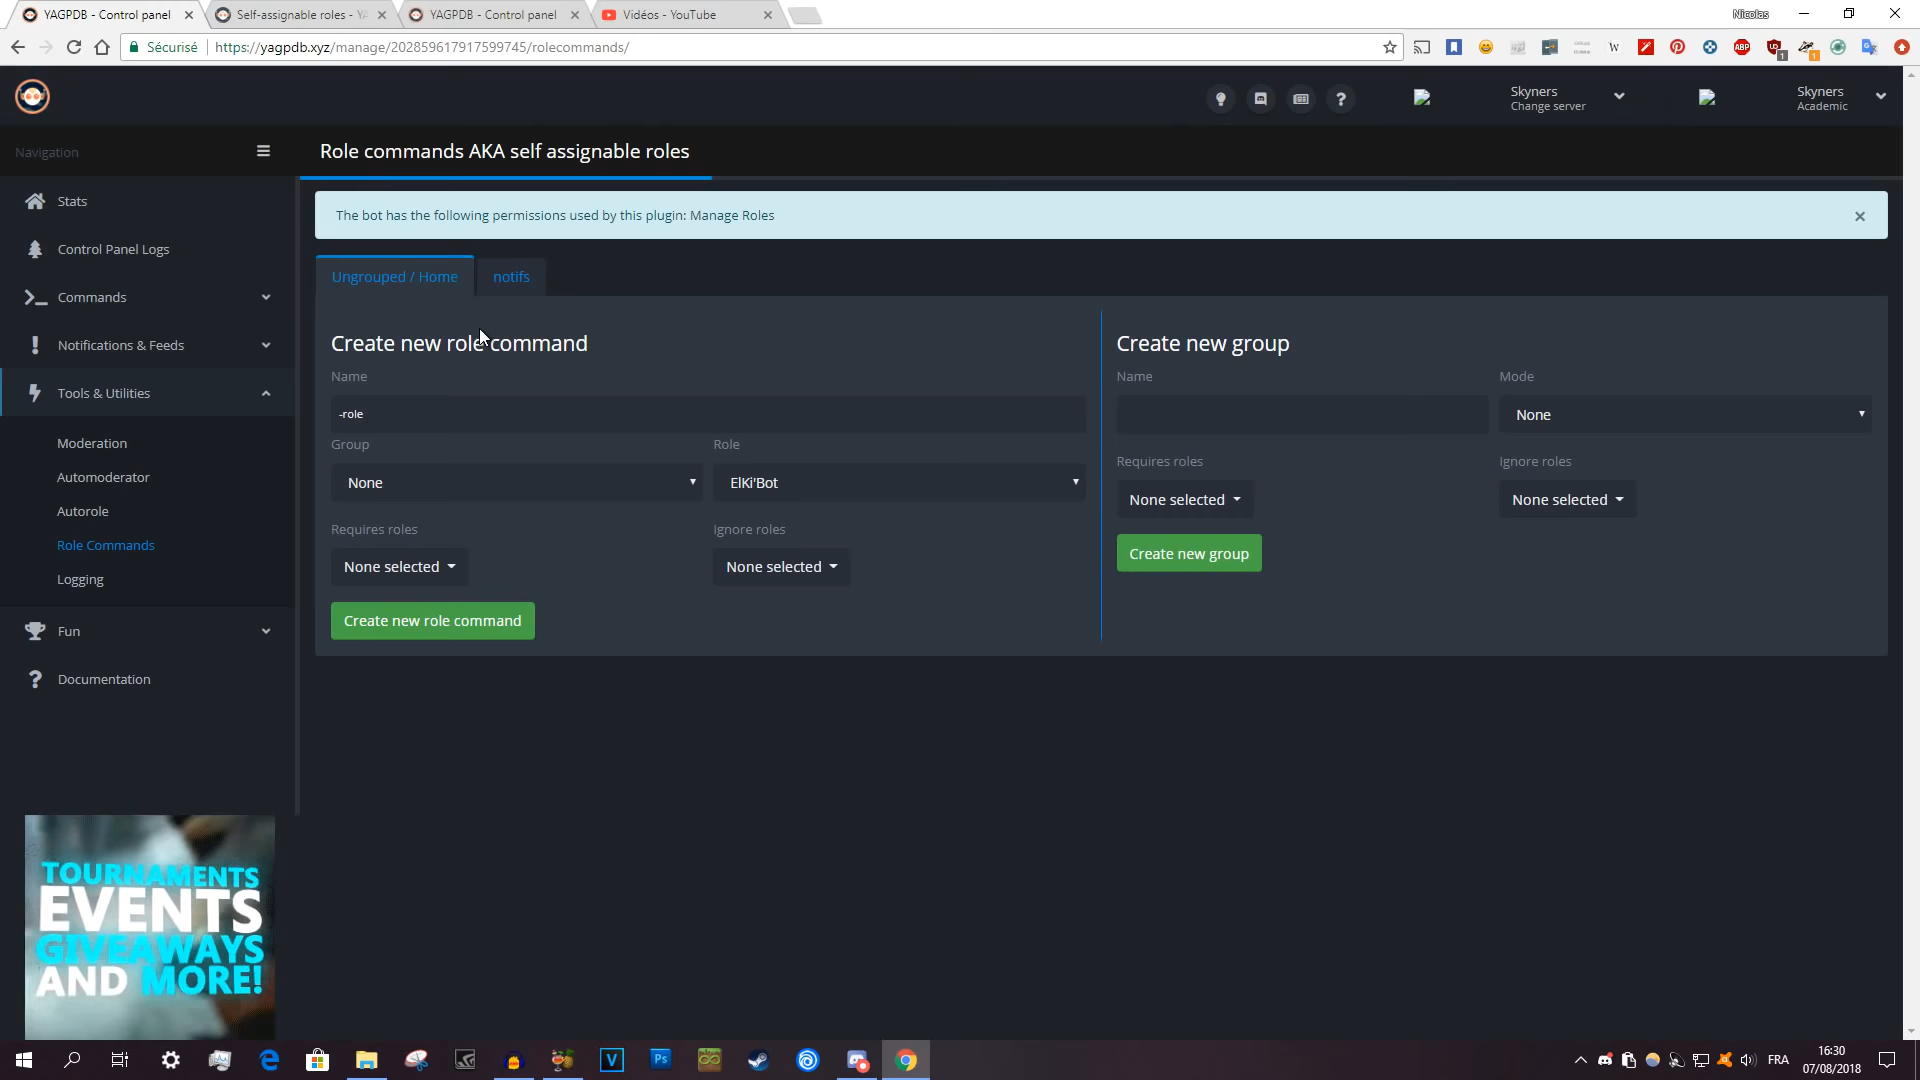 YAGPDB - Control panel
Self-assignable roles - YA
YAGPDB - Control panel
Vidéos - YouTube
Nicolas
Sécurisé
https://yagpdb.xyz/manage/202859617917599745/rolecommands/
Skyners
Change server
Skyners
Academic
Navigation
Role commands AKA self assignable roles
Stats
Control Panel Logs
Commands
Notifications & Feeds
Tools & Utilities
Moderation
Automoderator
Autorole
Role Commands
Logging
Fun
Documentation
The bot has the following permissions used by this plugin: Manage Roles
Ungrouped / Home
notifs
Create new role command
Name
-role
Group
Role
None
ElKi'Bot
Requires roles
Ignore roles
None selected
None selected
Create new role command
Create new group
Name
Mode
None
Requires roles
Ignore roles
None selected
None selected
Create new group
TOURNAMENTS
EVENTS
GIVEAWAYS
AND MORE!
FRA
16:30
07/08/2018